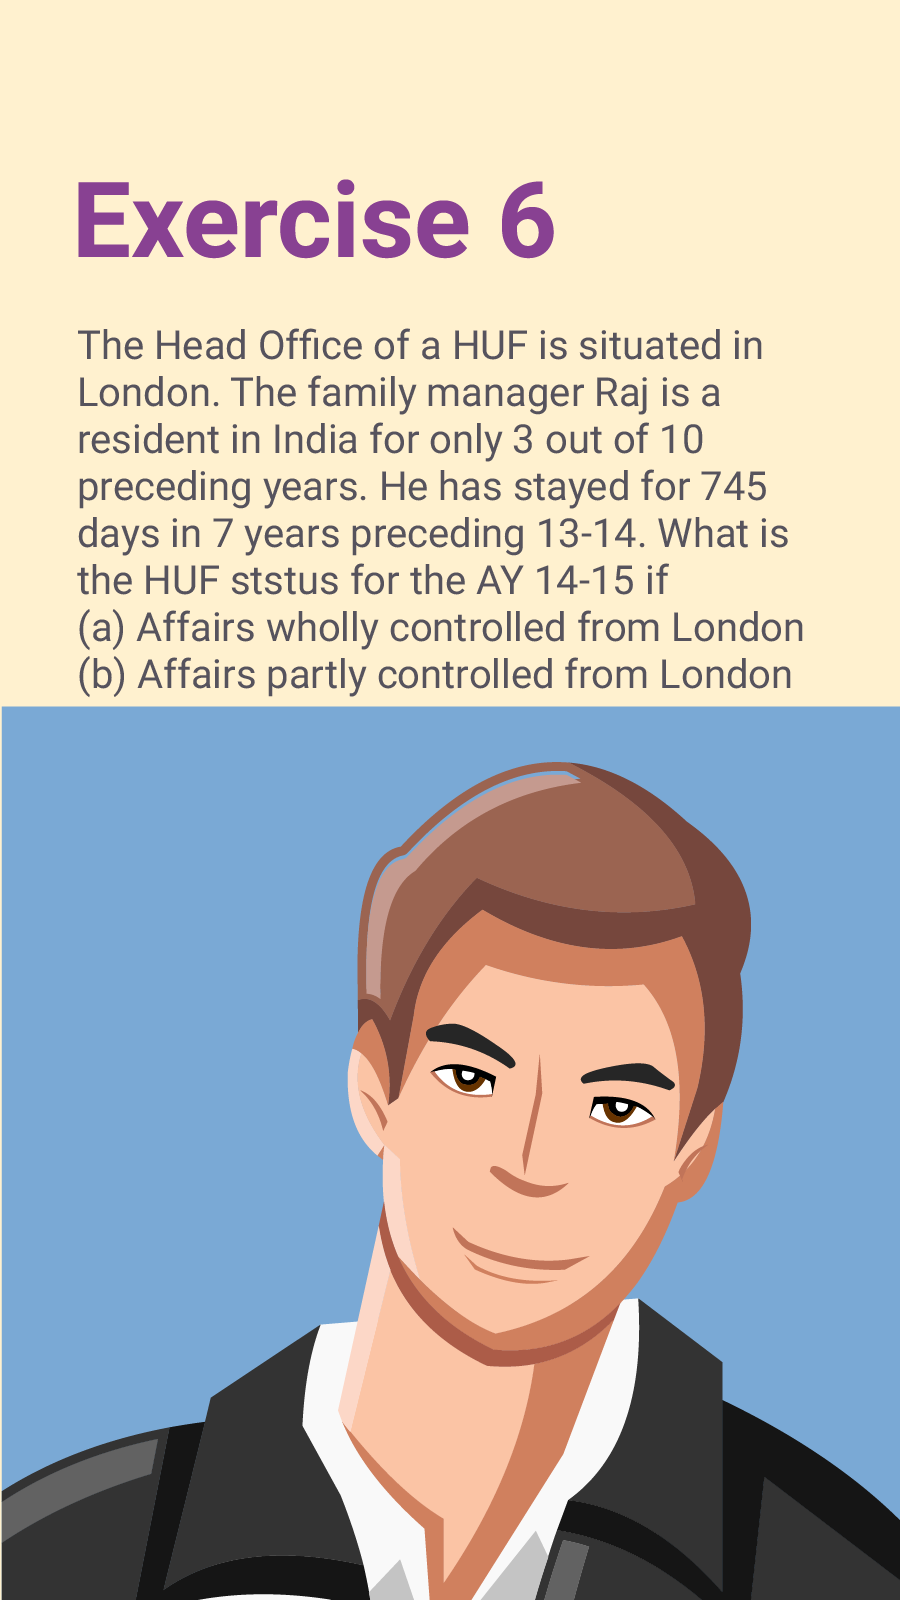 Exercise 6
The Head Office of a HUF is situated in
London. The family manager Raj is a
resident in India for only 3 out of 10
preceding years. He has stayed for 745
days in 7 years preceding 13-14. What is
the HUF ststus for the AY 14-15 if
(a) Affairs wholly controlled from London
(b) Affairs partly controlled from London